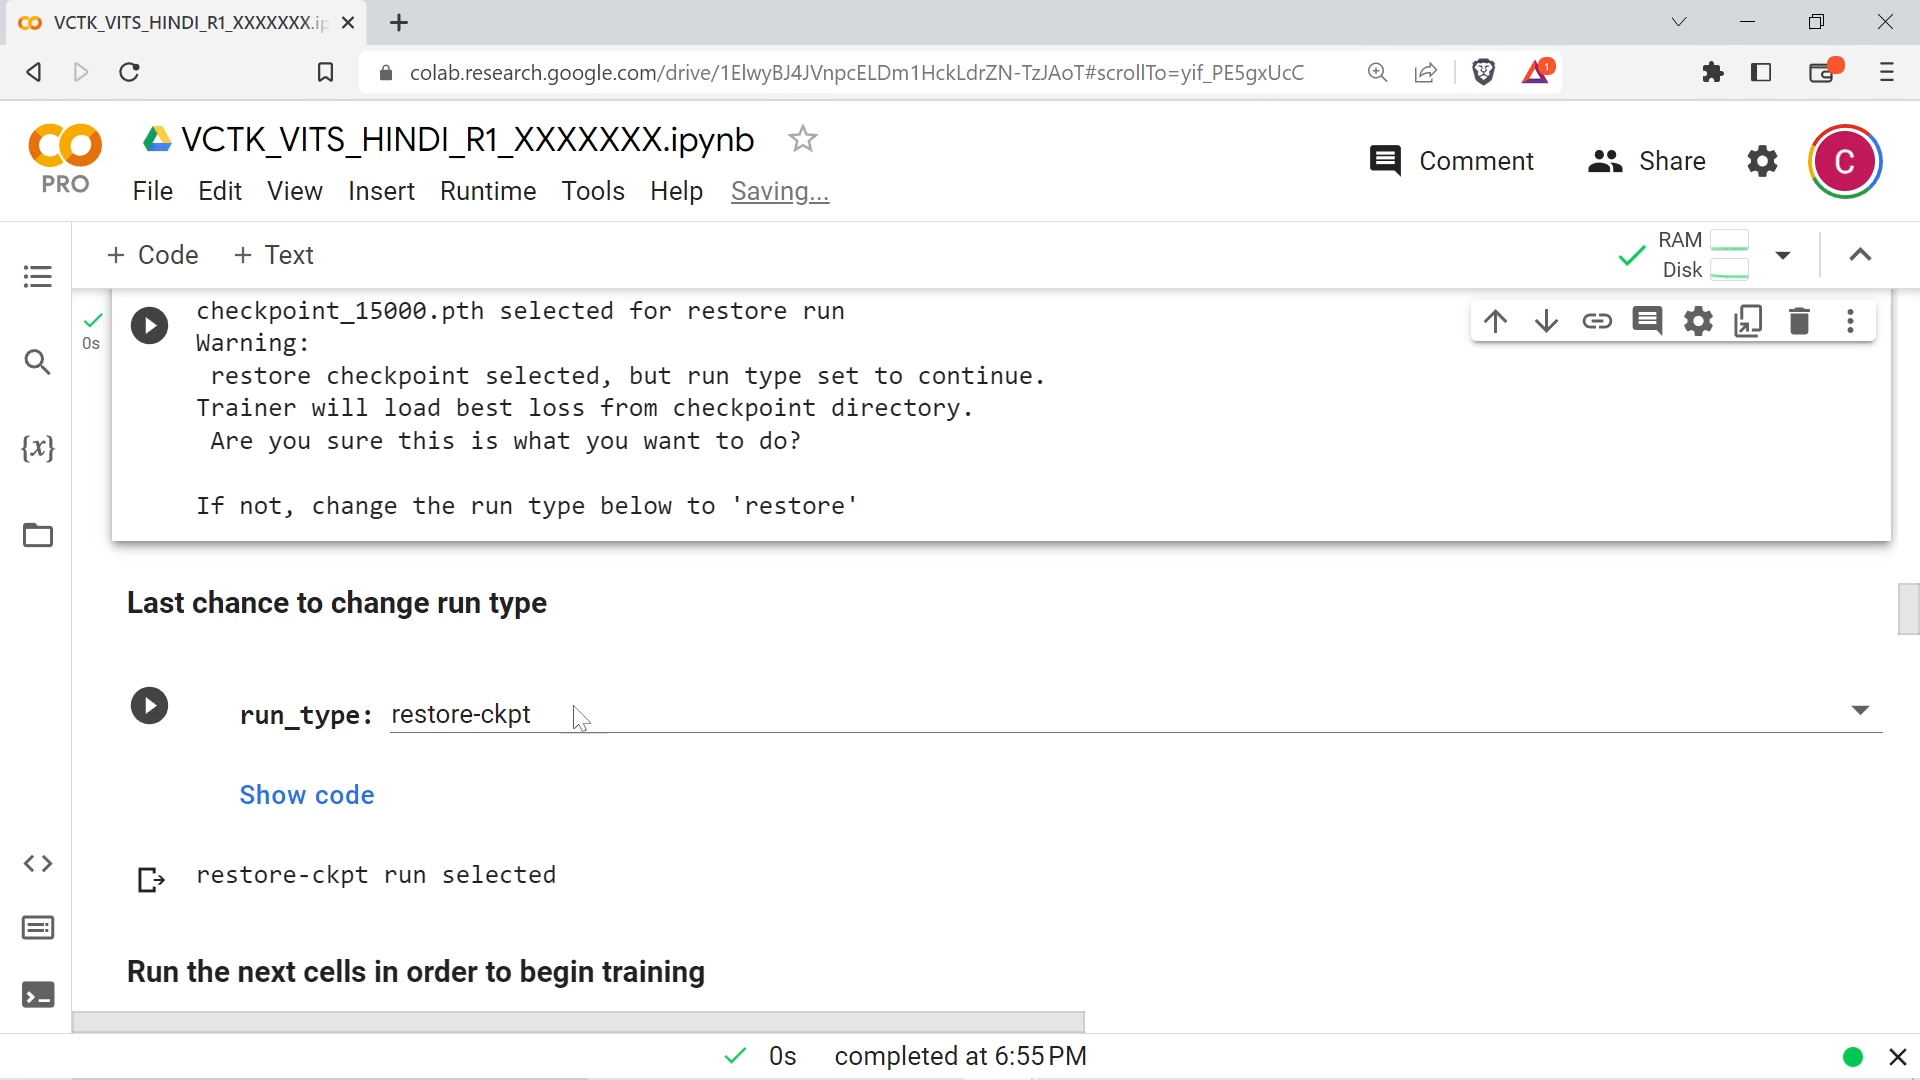 VCTK_VITS_HINDI_R1_XXXXXXX.ip
colab.research.google.com/drive/1ElwyBJ4JVnpcELDm1HckLdrZN-TzJAoT#scrollTo=yif_PE5gxUcC
1
PRO
VCTK_VITS_HINDI_R1_XXXXXXX.ipynb
File Edit View Insert Runtime Tools Help Saving...
Comment
Share
C
+ Code + Text
RAM
Disk
0s
checkpoint_15000.pth selected for restore run
Warning:
restore checkpoint selected, but run type set to continue.
Trainer will load best loss from checkpoint directory.
Are you sure this is what you want to do?
If not, change the run type below to 'restore'
{x}
Last chance to change run type
run_type: restore-ckpt
Show code
restore-ckpt run selected
Run the next cells in order to begin training
0s completed at 6:55 PM